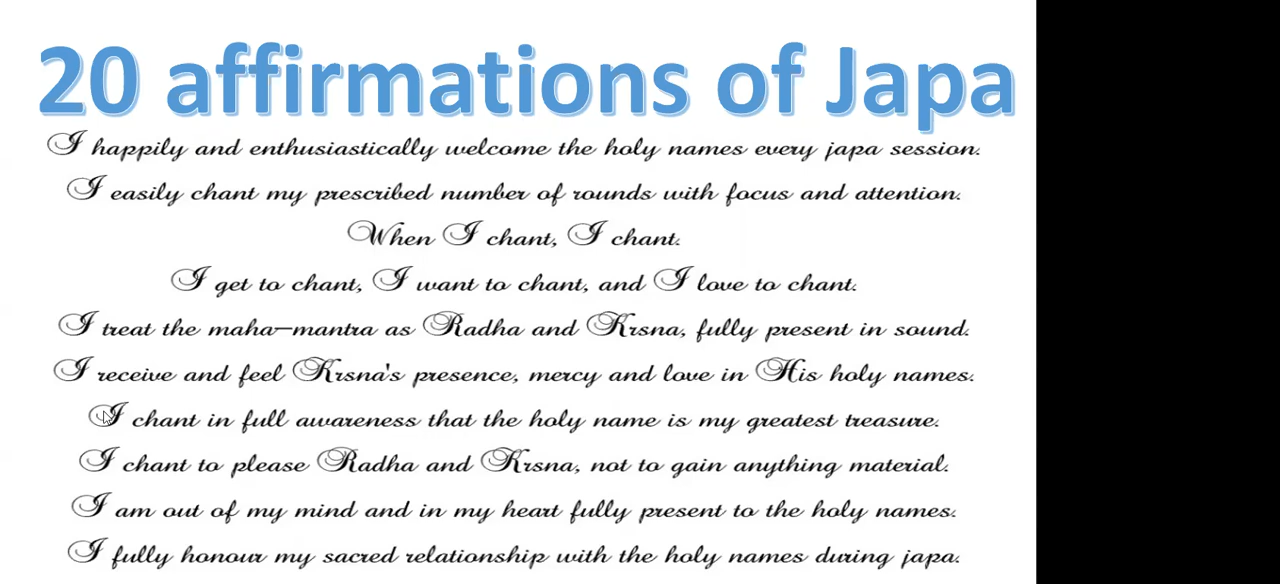 20 affirmations of Japa
I happily and enthusiastically welcome the holy names every japa session.
I easily chant my prescribed number of rounds with focus and attention.
When I chant, I chant.
I get to chant, I want to chant, and I love to chant.
I treat the maha–mantra as Radha and Krsna, fully present in sound.
I receive and feel Krsna's presence, mercy and love in His holy names.
I chant in full awareness that the holy name is my greatest treasure.
I chant to please Radha and Krsna, not to gain anything material.
I am out of my mind and in my heart fully present to the holy names.
I fully honour my sacred relationship with the holy names during japa.